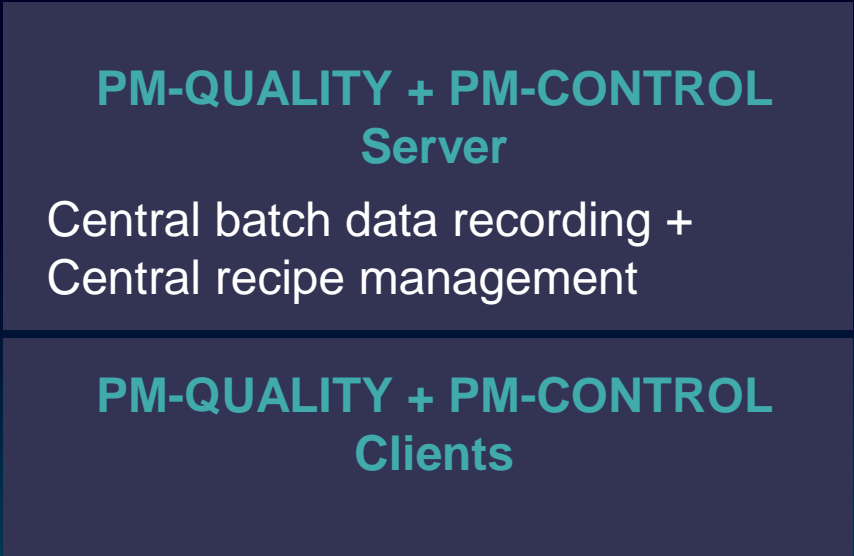 PM-QUALITY + PM-CONTROL
Server
Central batch data recording +
Central recipe management
PM-QUALITY + PM-CONTROL
Clients